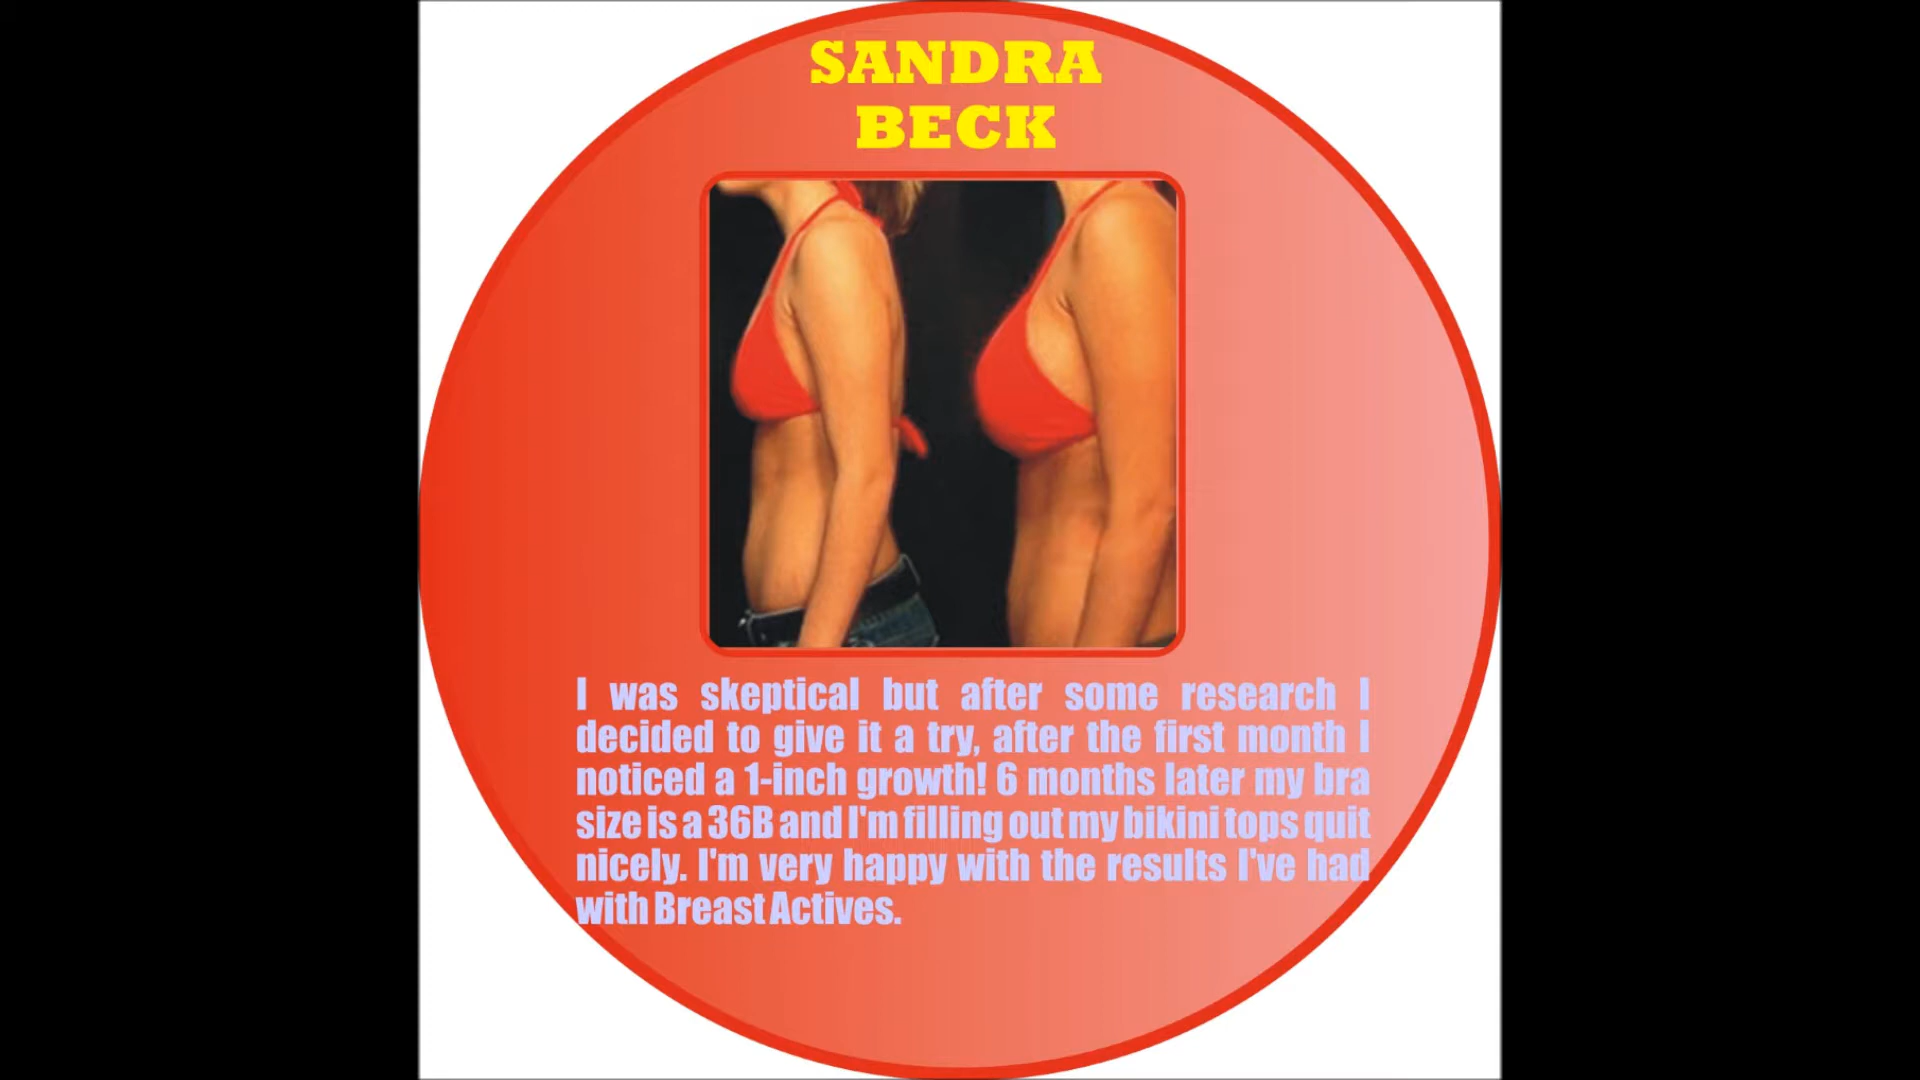 SANDRA
BECK
I was skeptical but after some research I
decided to give it a try, after the first month I
noticed a 1-inch growth! 6 months later my bra
size is a 36B and I'm filling out my bikini tops quit
nicely. I'm very happy with the results I've had
with Breast Actives.